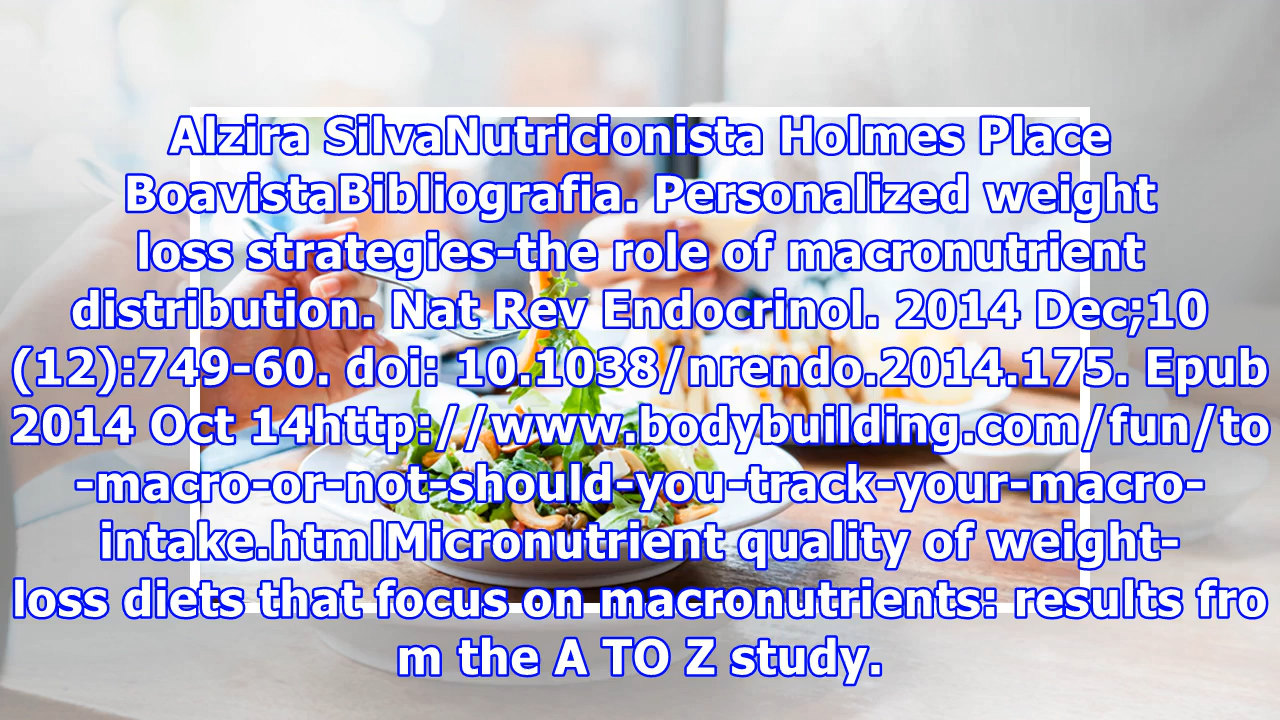 Alzira SilvaNutricionista Holmes Place
BoavistaBibliografia. Personalized weight
loss strategies-the role of macronutrient
distribution. Nat Rev Endocrinol. 2014 Dec;10
(12):749-60. doi: 10.1038/nrendo.2014.175. Epub
2014 Oct 14http://www.bodybuilding.com/fun/to
-macro-or-not-should-you-track-your-macro-
intake.htmlMicronutrient quality of weight-
loss diets that focus on macronutrients: results fro
m the A TO Z study.